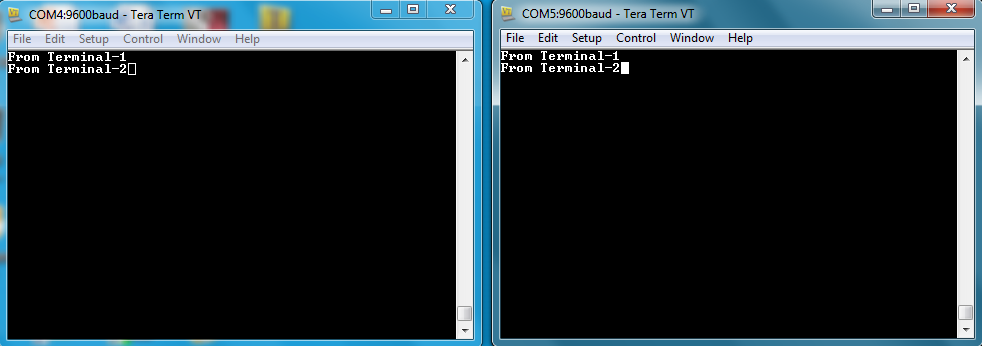 COM4:9600baud - Tera Term VT
File Edit Setup Control Window Help
From Terminal-1
From Terminal-2
COM5:9600baud - Tera Term VT
File Edit Setup Control Window Help
From Terminal-1
From Terminal-2